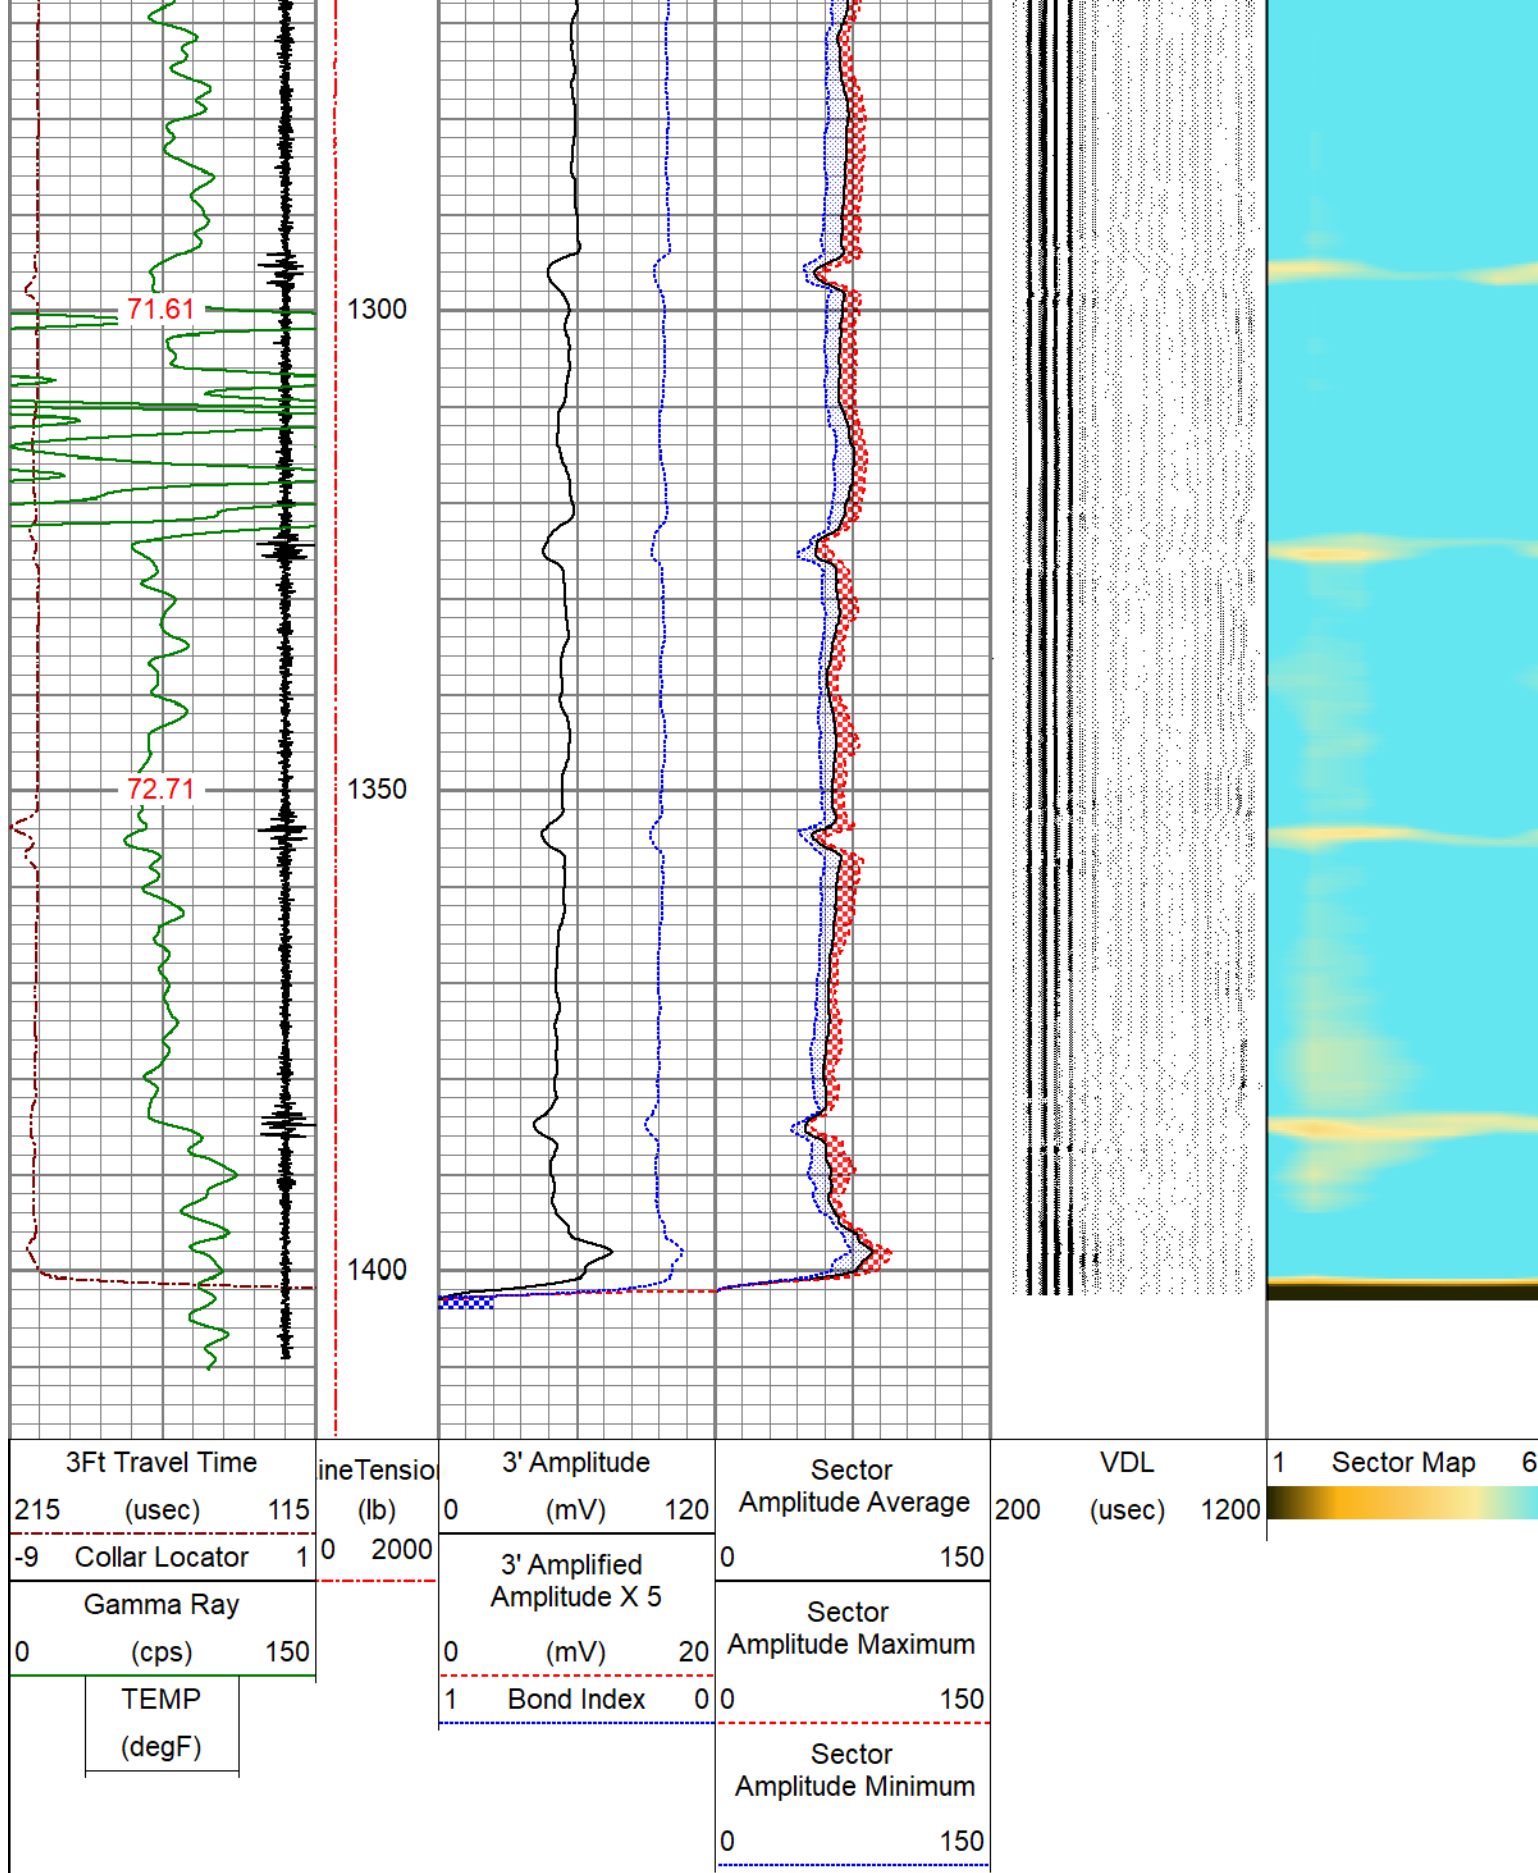 71.61
1300
72.71
1350
1400
3Ft Travel Time
215 (usec) 115
-9 Collar Locator 1
Gamma Ray
0 (cps) 150
TEMP
(degF)
ineTension
(lb)
0 2000
3' Amplitude
0 (mV) 120
3' Amplified
Amplitude X 5
0 (mV) 20
1 Bond Index 0
Sector
Amplitude Average
0 150
Sector
Amplitude Maximum
0 150
Sector
Amplitude Minimum
0 150
VDL
200 (usec) 1200
1 Sector Map 6